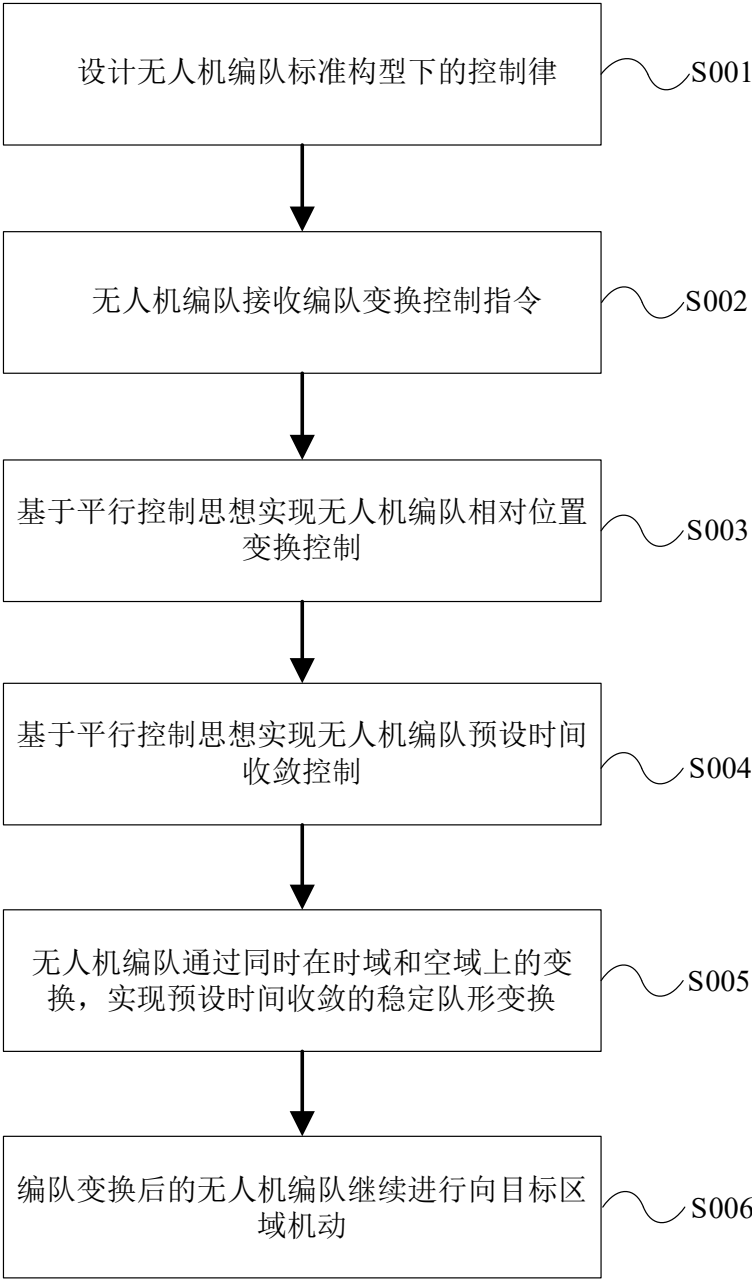 设计无人机编队标准构型下的控制律
S001
无人机编队接收编队变换控制指令
S002
基于平行控制思想实现无人机编队相对位置
变换控制
S003
基于平行控制思想实现无人机编队预设时间
收敛控制
S004
无人机编队通过同时在时域和空域上的变
换，实现预设时间收敛的稳定队形变换
S005
编队变换后的无人机编队继续进行向目标区
域机动
S006